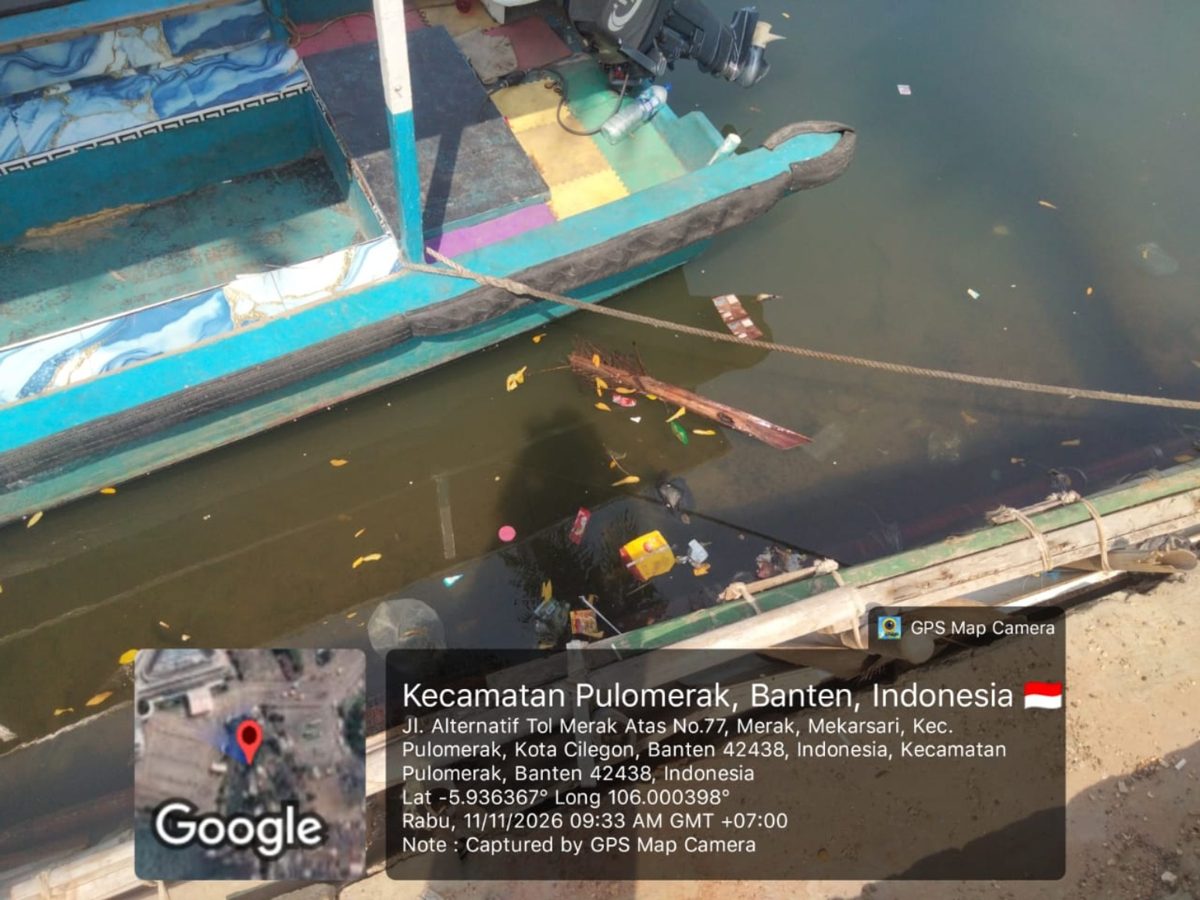 GPS Map Camera
Kecamatan Pulomerak, Banten, Indonesia
Jl. Alternatif Tol Merak Atas No.77, Merak, Mekarsari, Kec.
Pulomerak, Kota Cilegon, Banten 42438, Indonesia, Kecamatan
Pulomerak, Banten 42438, Indonesia
Lat -5.936367° Long 106.000398°
Rabu, 11/11/2026 09:33 AM GMT +07:00
Note : Captured by GPS Map Camera
Google